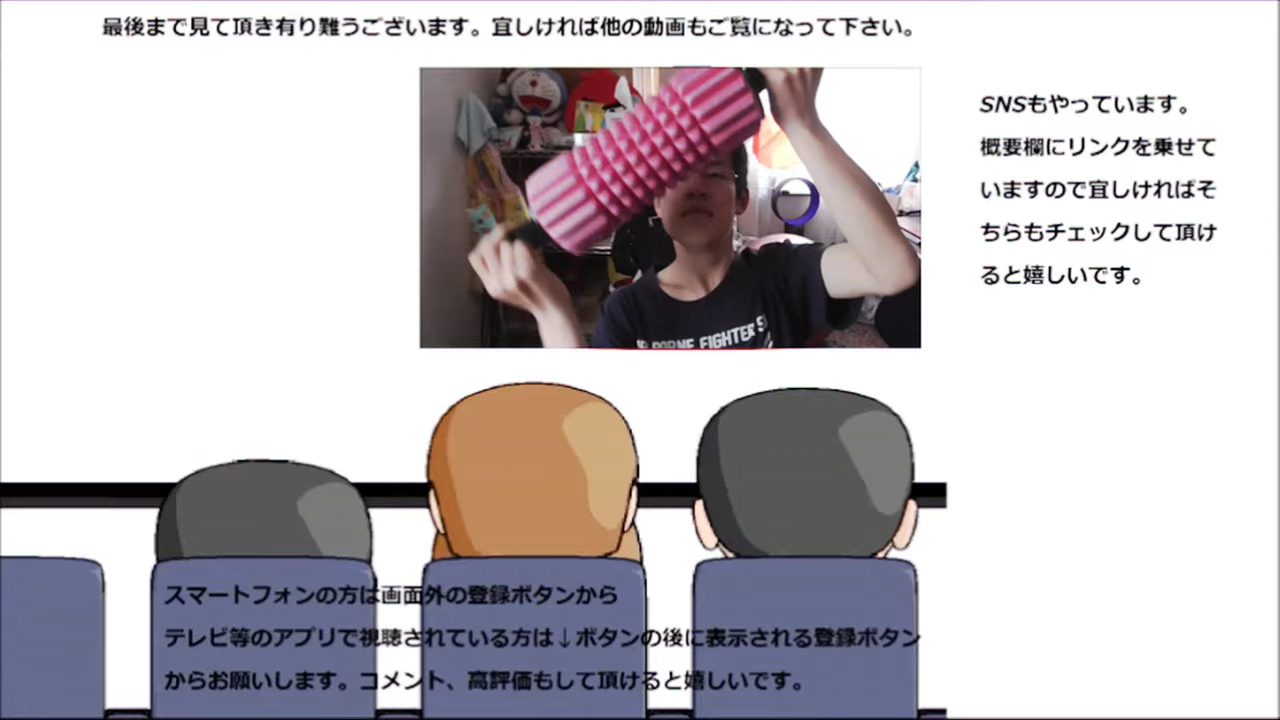 最後まで見て頂き有り難うございます。宜しければ他の動画もご覧になって下さい。
SNSもやっています。
概要欄にリンクを乗せて
いますので宜しければそ
ちらもチェックして頂け
ると嬉しいです。
FIGHTER
スマートフォンの方は画面外の登録ボタンから
テレビ等のアプリで視聴されている方は↓ボタンの後に表示される登録ボタン
からお願いします。コメント、高評価もして頂けると嬉しいです。